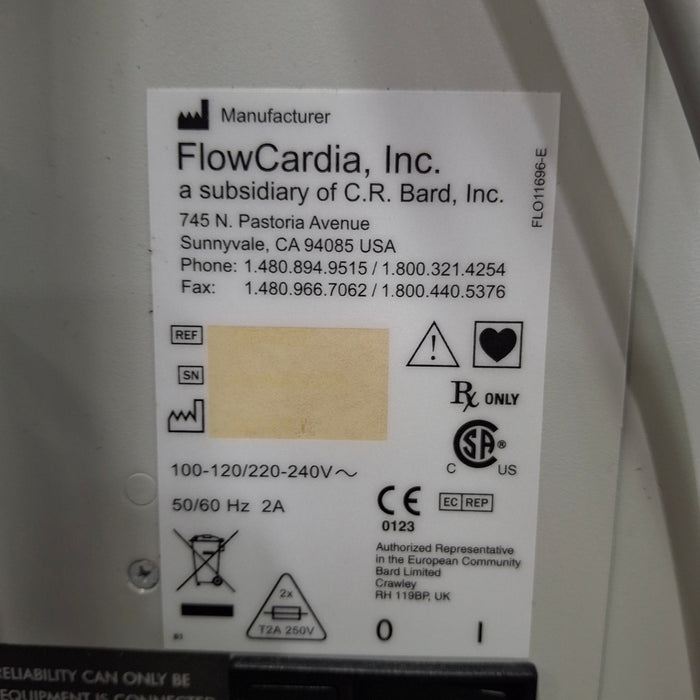 Manufacturer
FlowCardia, Inc.
a subsidiary of C.R. Bard, Inc.
745 N. Pastoria Avenue
Sunnyvale, CA 94085 USA
Phone: 1.480.894.9515 / 1.800.321.4254
Fax: 1.480.966.7062 / 1.800.440.5376
FLO11696-E
REF
SN
!
Rx ONLY
SA®
C US
100-120/220-240V～
50/60 Hz 2A
CE
0123
EC REP
Authorized Representative
in the European Community
Bard Limited
Crawley
RH 119BP, UK
2x
T2A 250V
0 I
RELIABILITY CAN ONLY BE
EQUIPMENT IS CONNECTED